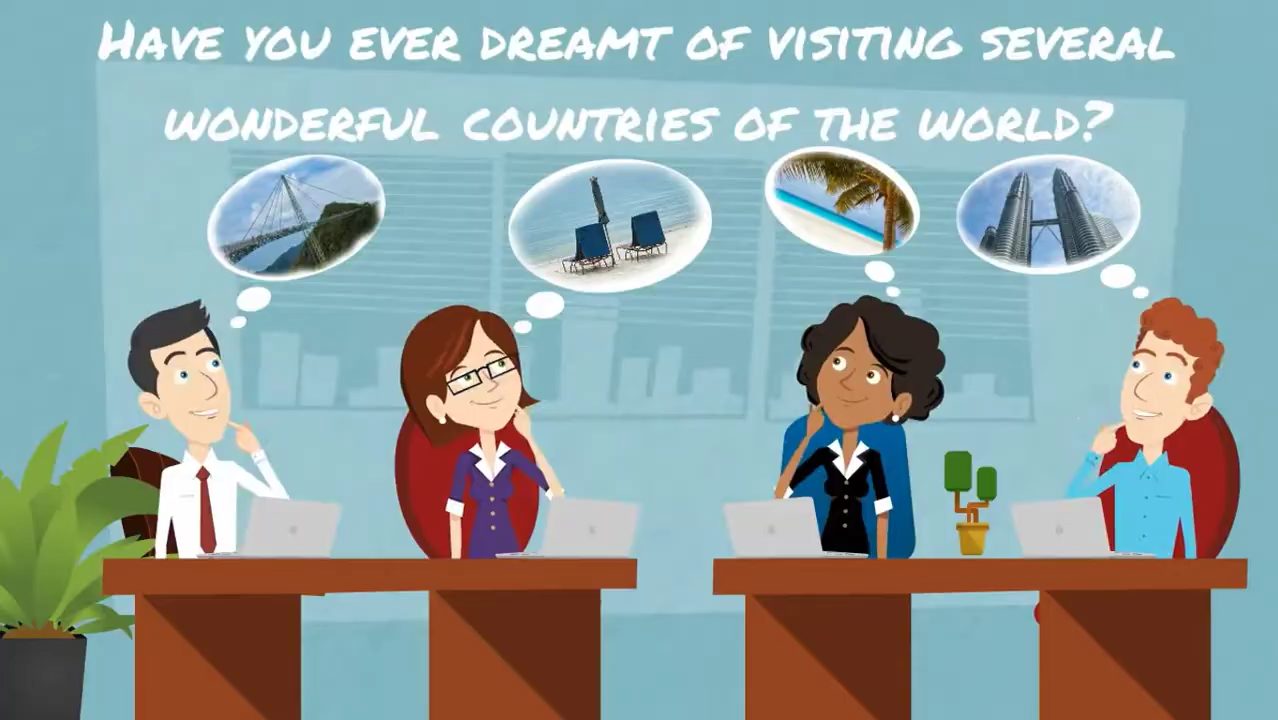 Have you ever dreamt of visiting several
wonderful countries of the world?